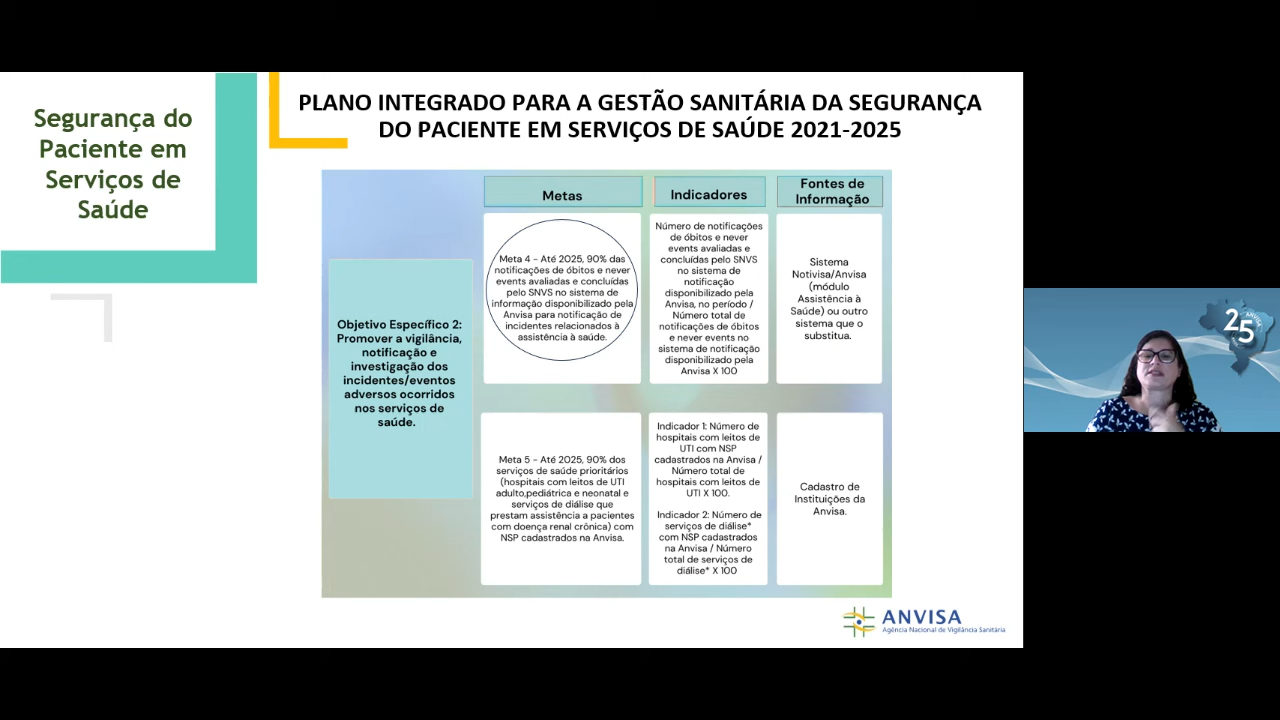 Segurança do
Paciente em
Serviços de
Saúde
PLANO INTEGRADO PARA A GESTÃO SANITÁRIA DA SEGURANÇA
DO PACIENTE EM SERVIÇOS DE SAÚDE 2021-2025
Metas
Indicadores
Fontes de
Informação
Objetivo Específico 2:
Promover a vigilância,
notificação e
investigação dos
incidentes/eventos
adversos ocorridos
nos serviços de
saúde.
Meta 4 - Até 2025, 90% das
notificações de óbitos e never
events avaliadas e concluídas
pelo SNVS no sistema de
informação disponibilizado pela
Anvisa para notificação de
incidentes relacionados à
assistência à saúde.
Número de notificações
de óbitos e never
events avaliadas e
concluídas pelo SNVS
no sistema de
notificação
disponibilizado pela
Anvisa, no período /
Número total de
notificações de óbitos
e never events no
sistema de notificação
disponibilizado pela
Anvisa X 100
Sistema
Notivisa/Anvisa
(módulo
Assistência à
Saúde) ou outro
sistema que o
substitua.
Meta 5 - Até 2025, 90% dos
serviços de saúde prioritários
(hospitais com leitos de UTI
adulto,pediátrica e neonatal e
serviços de diálise que
prestam assistência a pacientes
com doença renal crônica) com
NSP cadastrados na Anvisa.
Indicador 1: Número de
hospitais com leitos de
UTI com NSP
cadastrados na Anvisa /
Número total de
hospitais com leitos de
UTI X 100.
Indicador 2: Número de
serviços de diálise*
com NSP cadastrados
na Anvisa / Número
total de serviços de
diálise* X 100
Cadastro de
Instituições da
Anvisa.
ANVISA
Agência Nacional de Vigilância Sanitária
25
ANVISA